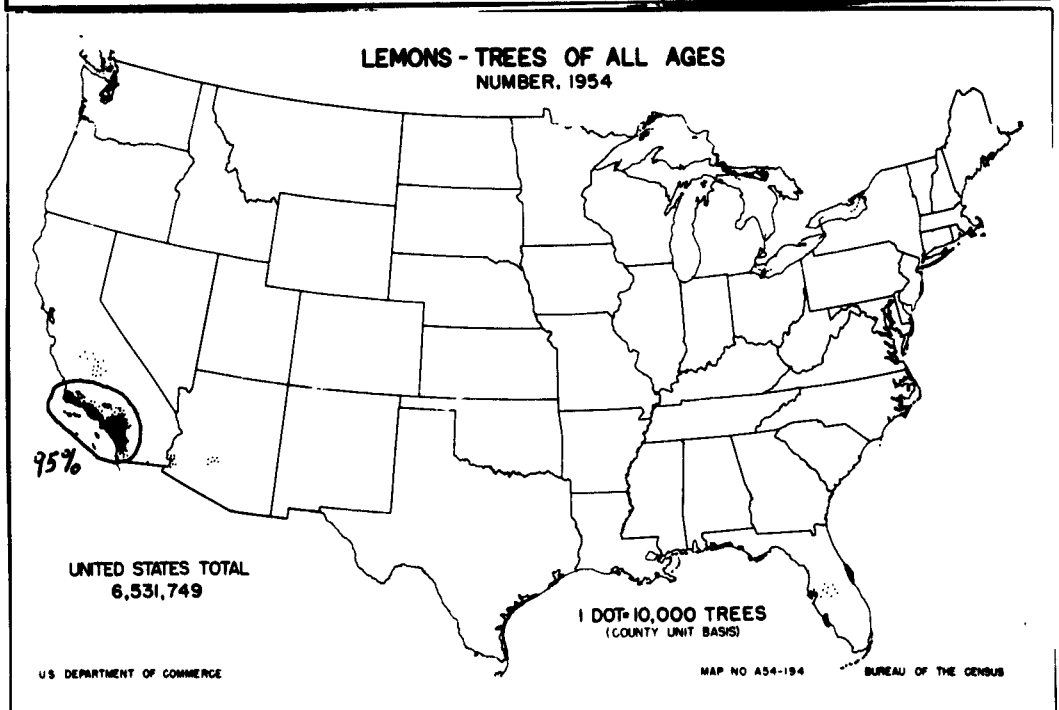 LEMONS - TREES OF ALL AGES
NUMBER, 1954
95%
UNITED STATES TOTAL
6,531,749
1 DOT=10,000 TREES
(COUNTY UNIT BASIS)
US DEPARTMENT OF COMMERCE
MAP NO A54-194
BUREAU OF THE CENSUS